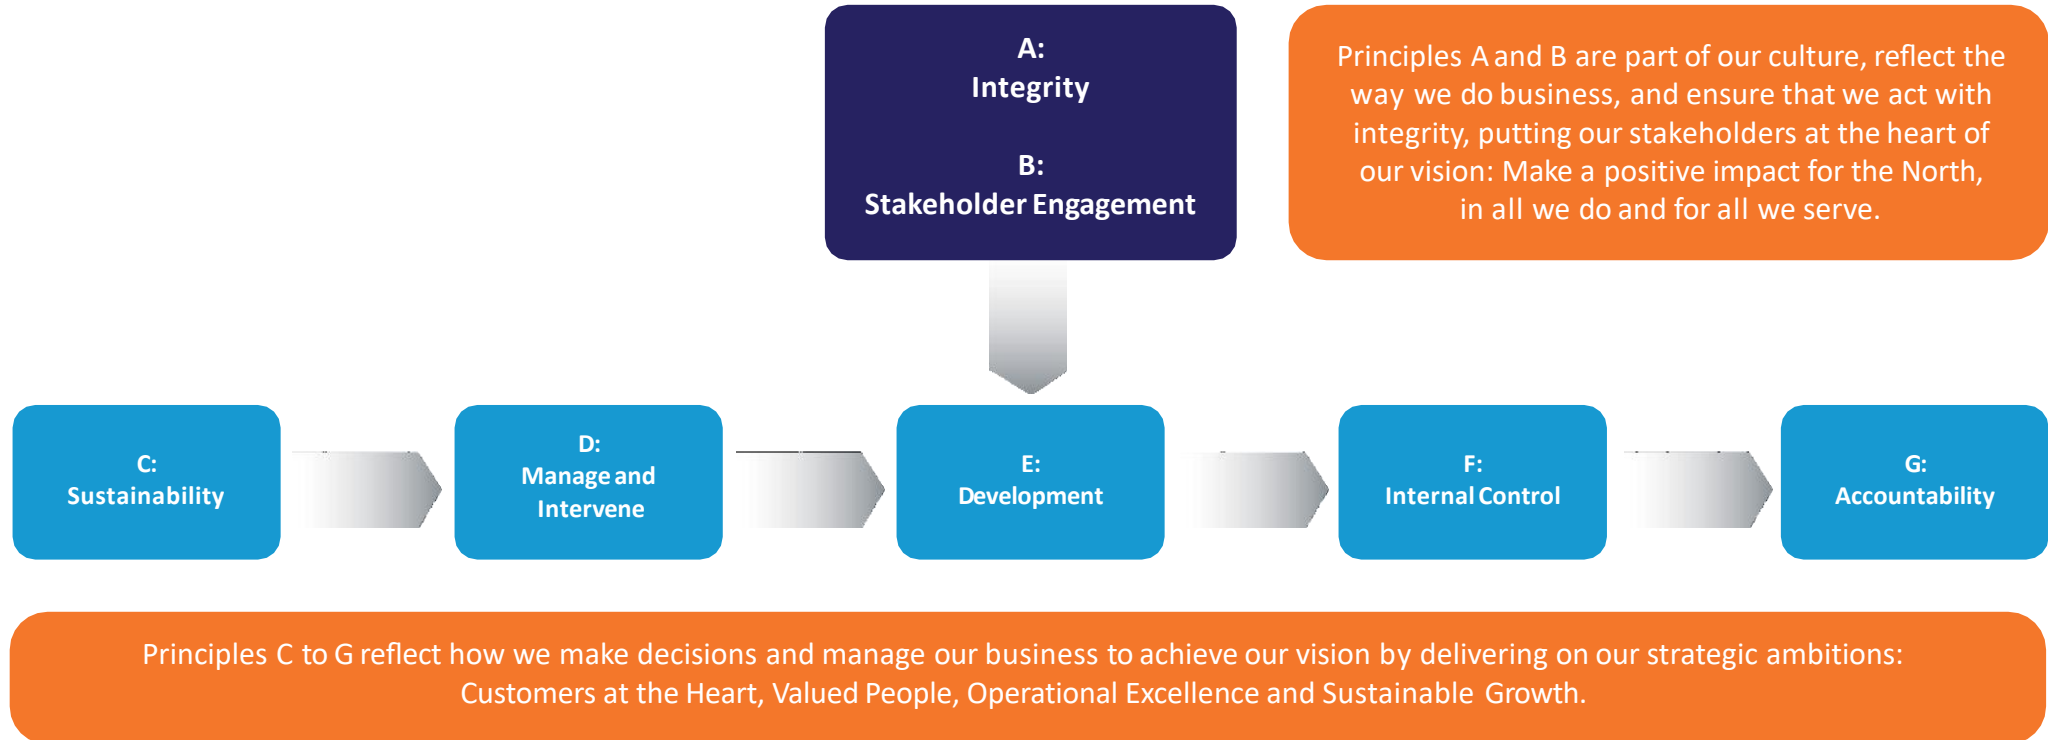 A:
Integrity
B:
Stakeholder Engagement
Principles A and B are part of our culture, reflect the
way we do business, and ensure that we act with
integrity, putting our stakeholders at the heart of
our vision: Make a positive impact for the North,
in all we do and for all we serve.
C:
Sustainability
D:
Manage and
Intervene
E:
Development
F:
Internal Control
G:
Accountability
Principles C to G reflect how we make decisions and manage our business to achieve our vision by delivering on our strategic ambitions:
Customers at the Heart, Valued People, Operational Excellence and Sustainable Growth.